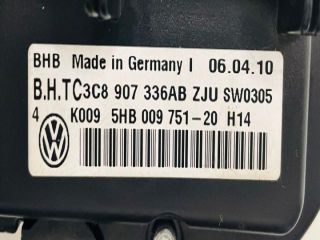 BHB Made in Germany I 06.04.10
B.H.TC3C8 907 336AB ZJU SW0305
4 K009 5HB 009 751-20 H14